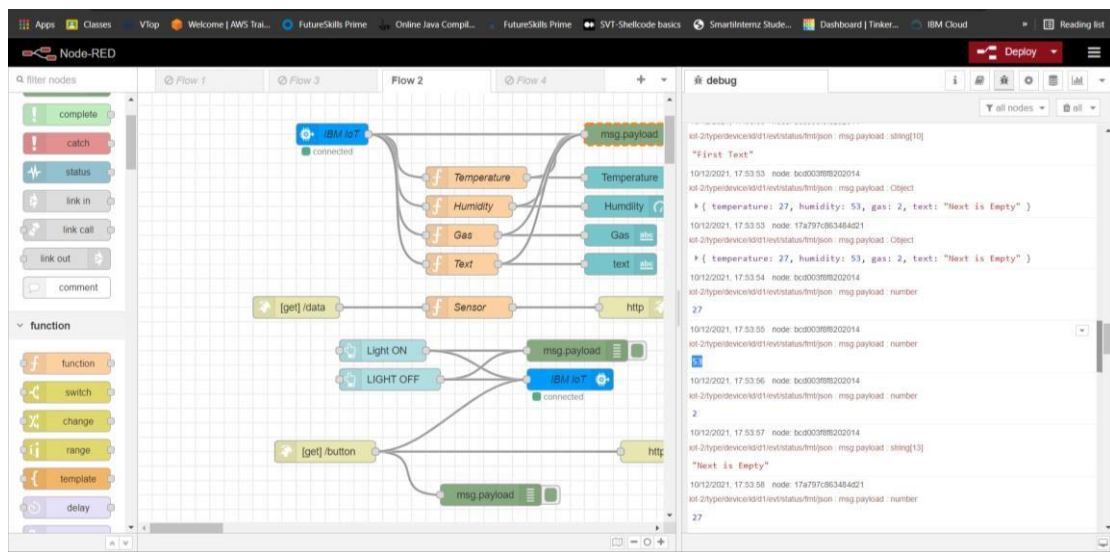 Apps Classes VTop Welcome | AWS Trai... FutureSkills Prime Online Java Compil... FutureSkills Prime SVT-Shellcode basics SmartiInternz Stude... Dashboard | Tinker... IBM Cloud » Reading list
Node-RED Deploy
filter nodes
complete
catch
status
link in
link call
link out
comment
function
function
switch
change
range
template
delay
Flow 1 Flow 3 Flow 2 Flow 4
IBM IoT
connected
msg.payload
Temperature Temperature
Humidity Humdiity
Gas Gas abc
Text text abc
[get] /data Sensor http
Light ON msg.payload
LIGHT OFF IBM IoT
connected
[get] /button http
msg.payload
debug
all nodes all
iot-2/type/device/id/d1/evt/status/fmt/json : msg.payload : string[10]
"First Text"
10/12/2021, 17:53:53 node: bcd003f8f8202014
iot-2/type/device/id/d1/evt/status/fmt/json : msg.payload : Object
{ temperature: 27, humidity: 53, gas: 2, text: "Next is Empty" }
10/12/2021, 17:53:53 node: 17a797c863484d21
iot-2/type/device/id/d1/evt/status/fmt/json : msg.payload : Object
{ temperature: 27, humidity: 53, gas: 2, text: "Next is Empty" }
10/12/2021, 17:53:54 node: bcd003f8f8202014
iot-2/type/device/id/d1/evt/status/fmt/json : msg.payload : number
27
10/12/2021, 17:53:55 node: bcd003f8f8202014
iot-2/type/device/id/d1/evt/status/fmt/json : msg.payload : number
53
10/12/2021, 17:53:56 node: bcd003f8f8202014
iot-2/type/device/id/d1/evt/status/fmt/json : msg.payload : number
2
10/12/2021, 17:53:57 node: bcd003f8f8202014
iot-2/type/device/id/d1/evt/status/fmt/json : msg.payload : string[13]
"Next is Empty"
10/12/2021, 17:53:58 node: 17a797c863484d21
iot-2/type/device/id/d1/evt/status/fmt/json : msg.payload : number
27